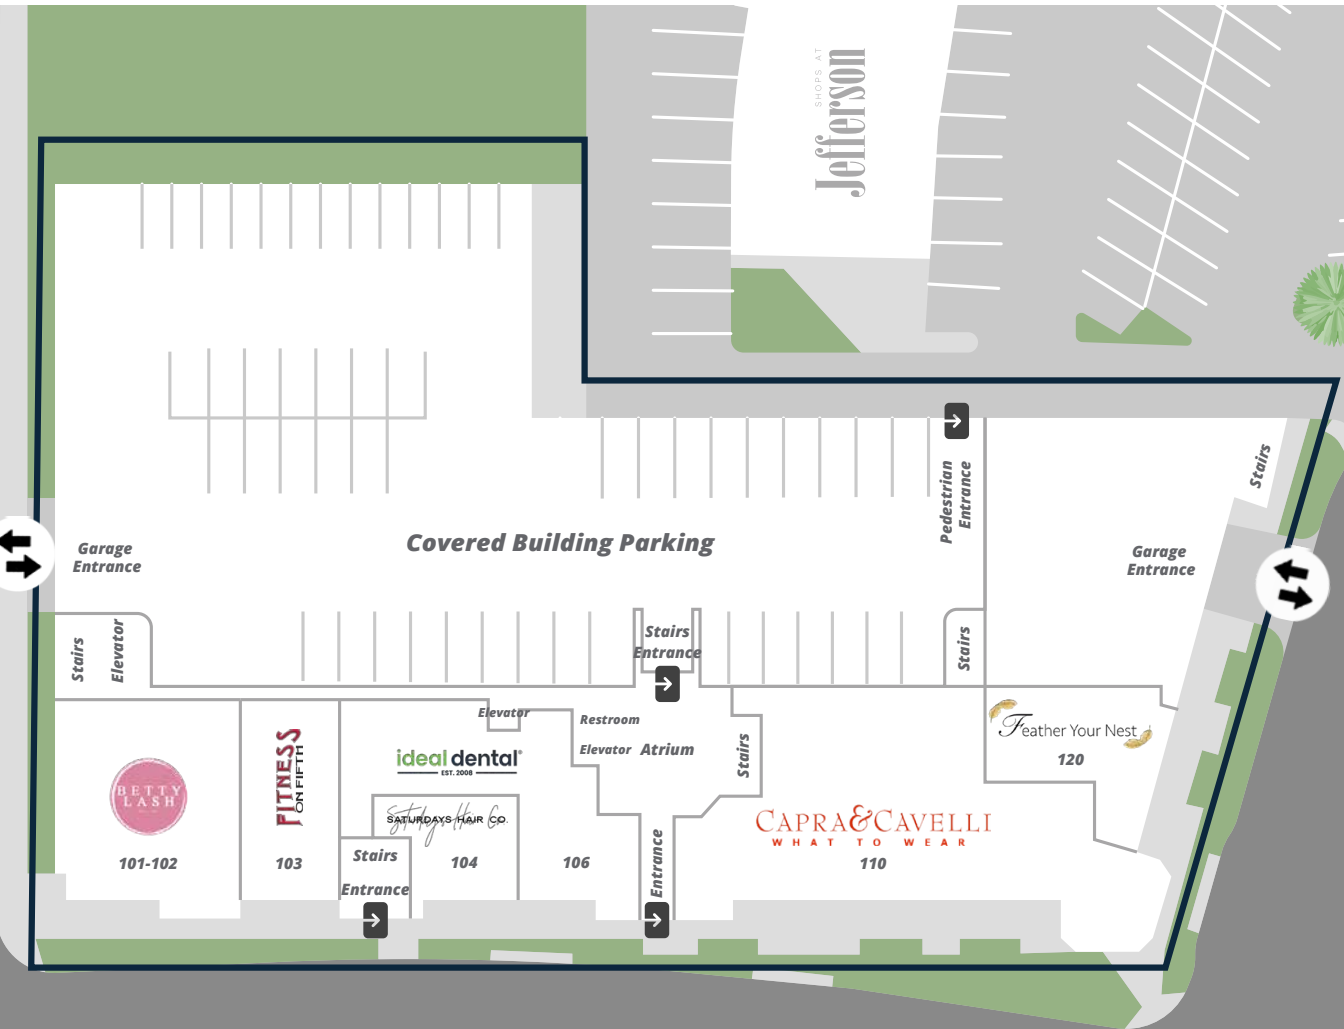 SHOPS AT
Jefferson
Stairs
Pedestrian
Entrance
Covered Building Parking
Garage
Entrance
Garage
Entrance
Stairs
Elevator
Stairs
Entrance
Stairs
Elevator
Restroom
Elevator
Atrium
Stairs
Feather Your Nest
120
BETTY
LASH
101-102
FITNESS
ON FIFTH
103
ideal dental®
EST. 2008
SATURDAYS HAIR CO.
104
106
Stairs
Entrance
Entrance
CAPRA&CAVELLI
WHAT TO WEAR
110